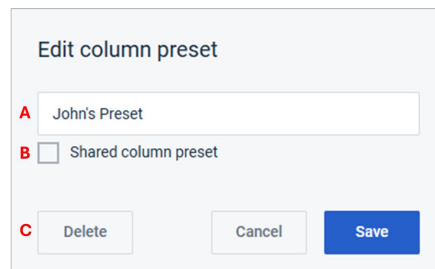 Edit column preset
A John's Preset
B Shared column preset
C Delete Cancel Save